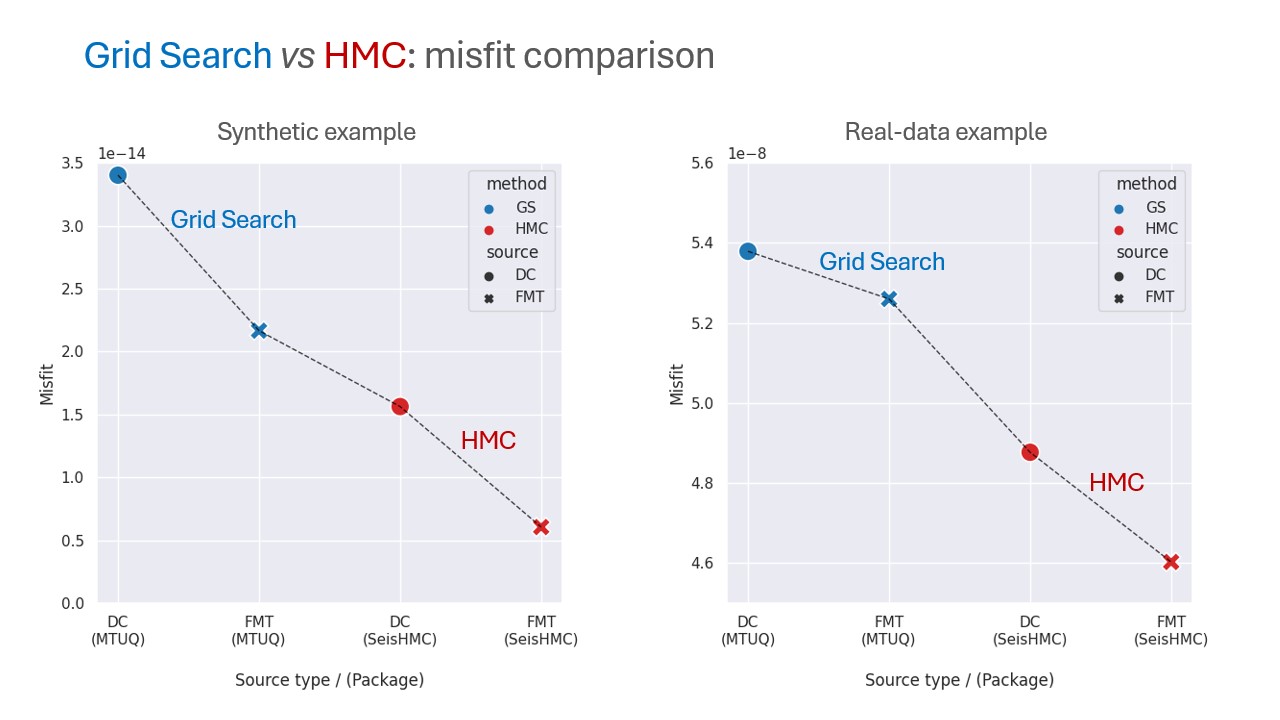 Grid Search vs HMC: misfit comparison
Synthetic example
1e−14
3.5
3.0
2.5
2.0
1.5
1.0
0.5
0.0
Misfit
Grid Search
HMC
method
GS
HMC
source
DC
FMT
DC
(MTUQ)
FMT
(MTUQ)
DC
(SeisHMC)
FMT
(SeisHMC)
Source type / (Package)
Real-data example
1e−8
5.6
5.4
5.2
5.0
4.8
4.6
Misfit
Grid Search
HMC
method
GS
HMC
source
DC
FMT
DC
(MTUQ)
FMT
(MTUQ)
DC
(SeisHMC)
FMT
(SeisHMC)
Source type / (Package)